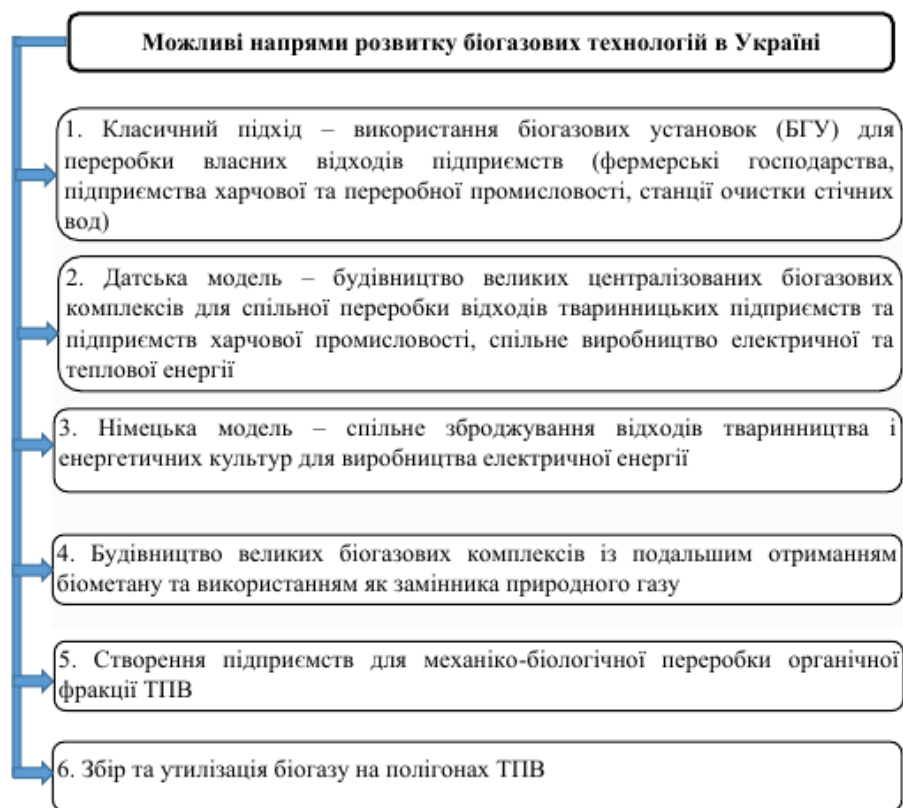 Можливі напрями розвитку біогазових технологій в Україні
1. Класичний підхід – використання біогазових установок (БГУ) для
переробки власних відходів підприємств (фермерські господарства,
підприємства харчової та переробної промисловості, станції очистки стічних
вод)
2. Датська модель – будівництво великих централізованих біогазових
комплексів для спільної переробки відходів тваринницьких підприємств та
підприємств харчової промисловості, спільне виробництво електричної та
теплової енергії
3. Німецька модель – спільне зброджування відходів тваринництва і
енергетичних культур для виробництва електричної енергії
4. Будівництво великих біогазових комплексів із подальшим отриманням
біометану та використанням як замінника природного газу
5. Створення підприємств для механіко-біологічної переробки органічної
фракції ТПВ
6. Збір та утилізація біогазу на полігонах ТПВ